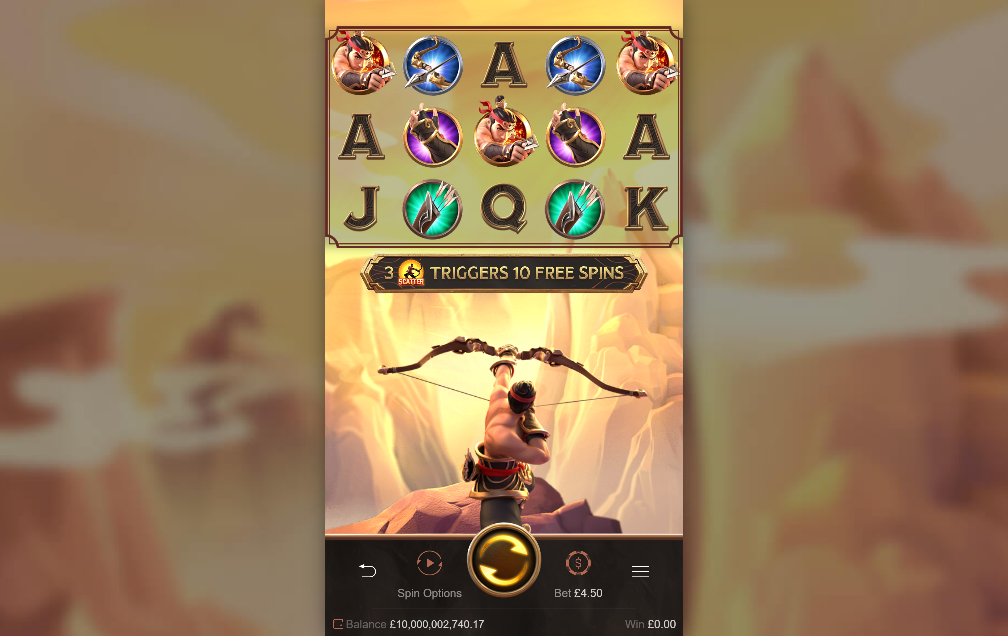 A
A A
J Q K
3 SCATTER TRIGGERS 10 FREE SPINS
$
Spin Options Bet £4.50
Balance £10,000,002,740.17 Win £0.00